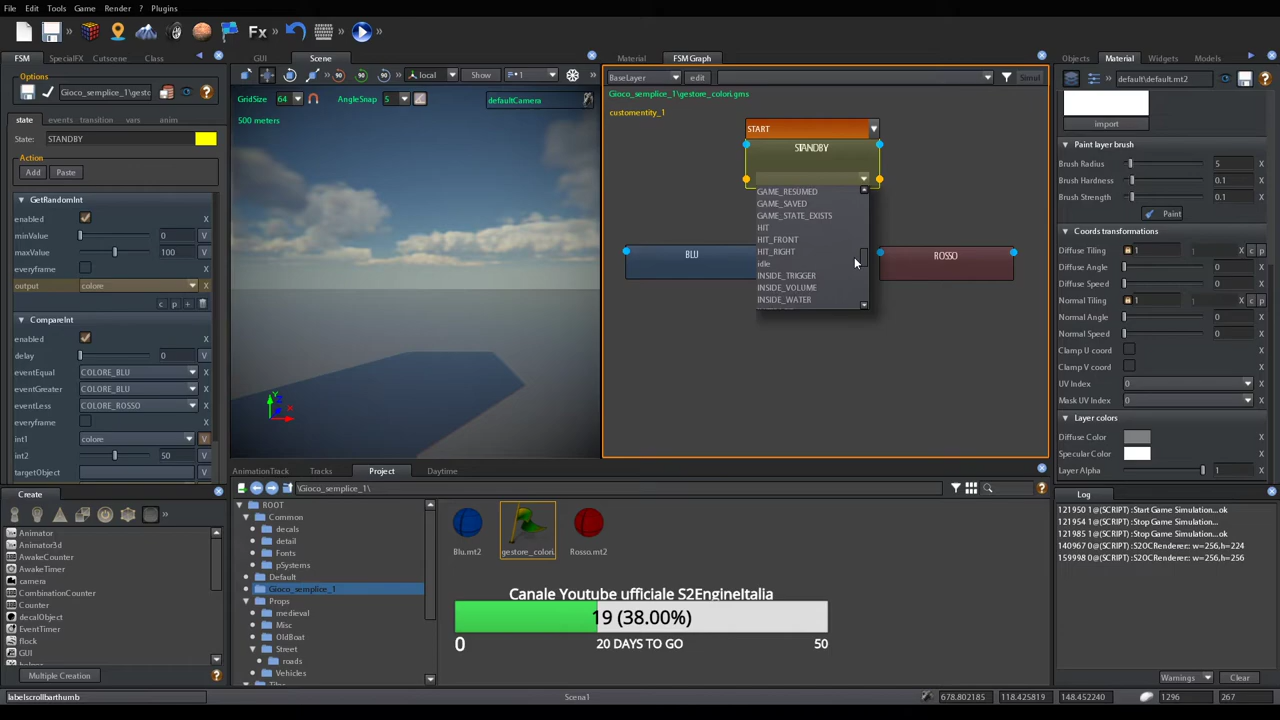 File Edit Tools Game Render ? Plugins
Fx
FSM SpecialFX Cutscene Class
GUI Scene
Material FSM Graph
Objects Material Widgets Models
Options
Gioco_semplice_1\gesto
local Show 1
BaseLayer edit Simul
default\default.mt2
state events transition vars anim
GridSize 64 AngleSnap 5 defaultCamera
500 meters
Gioco_semplice_1\gestore_colori.gms
customentity_1
import
State: STANDBY
Action
Add Paste
GetRandomInt
enabled X
minValue 0 V
maxValue 100 V
everyframe X
output colore
c p +
CompareInt
enabled X
delay 0 V
eventEqual COLORE_BLU X
eventGreater COLORE_BLU X
eventLess COLORE_ROSSO X
everyframe X
int1 colore V
int2 50 V
targetObject
START
STANDBY
BLU
ROSSO
GAME_RESUMED
GAME_SAVED
GAME_STATE_EXISTS
HIT
HIT_FRONT
HIT_RIGHT
idle
INSIDE_TRIGGER
INSIDE_VOLUME
INSIDE_WATER
Y X
Paint layer brush
Brush Radius 5 X
Brush Hardness 0.1 X
Brush Strength 0.1 X
Paint
Coords transformations
Diffuse Tiling 1 X 1 c p
Diffuse Angle 0 X
Diffuse Speed 0 X
Normal Tiling 1 X 1 c p
Normal Angle 0 X
Normal Speed 0 X
Clamp U coord X
Clamp V coord X
UV Index 0 X
Mask UV Index 0 X
Layer colors
Diffuse Color X
Specular Color X
Layer Alpha 1 X
Create
Animator
Animator3d
AwakeCounter
AwakeTimer
camera
CombinationCounter
Counter
decalObject
EventTimer
flock
GUI
Multiple Creation
AnimationTrack Tracks Project Daytime
\Gioco_semplice_1\
ROOT
Common
decals
detail
Fonts
pSystems
Default
Gioco_semplice_1
Props
medieval
Misc
OldBoat
Street
roads
Vehicles
Blu.mt2 gestore_colori. Rosso.mt2
Canale Youtube ufficiale S2EngineItalia
19 (38.00%)
0 20 DAYS TO GO 50
Log
121950 1@(SCRIPT) :Start Game Simulation...ok
121954 1@(SCRIPT) :Stop Game Simulation...
121985 1@(SCRIPT) :Stop Game Simulation...ok
140967 0@(SCRIPT) :S2OCRenderer:: w=256,h=224
159998 0@(SCRIPT) :S2OCRenderer:: w=256,h=256
Warnings Clear
labelscrollbarthumb Scena1 678.802185 118.425819 148.452240 1296 267